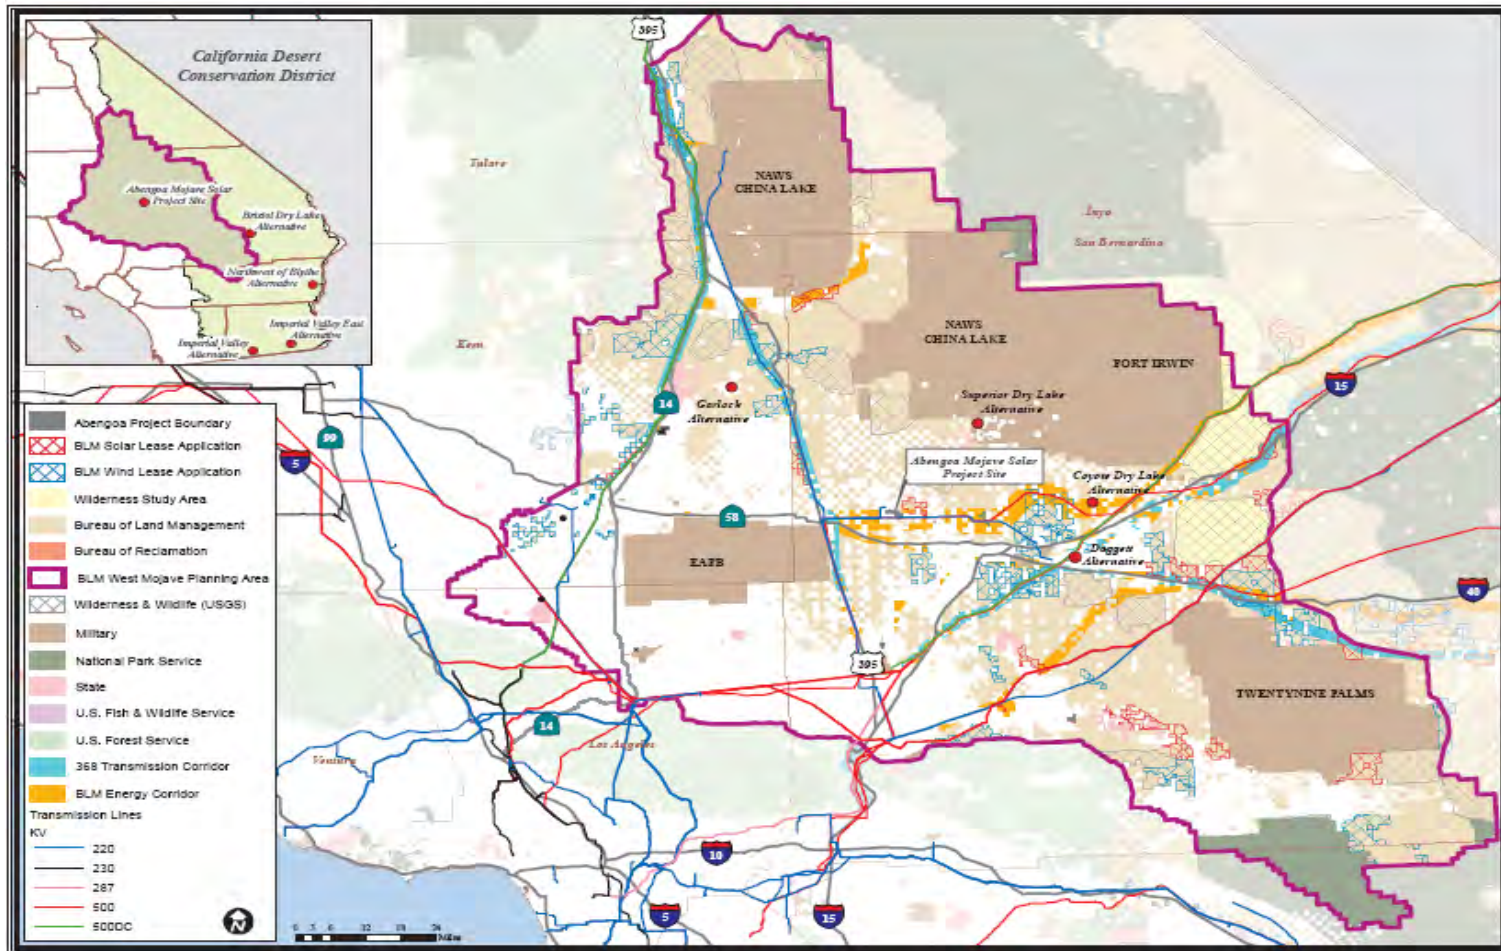 California Desert
Conservation District
Abengoa Mojave Solar
Project Site
Bristol Dry Lake
Alternative
Northwest of Blythe
Alternative
Imperial Valley East
Alternative
Imperial Valley
Alternative
395
Tulare
NAWS
CHINA LAKE
Inyo
San Bernardino
Kern
NAWS
CHINA LAKE
FORT IRWIN
15
14
Garlock
Alternative
Superior Dry Lake
Alternative
99
5
Abengoa Mojave Solar
Project Site
Coyote Dry Lake
Alternative
58
EAFB
Daggett
Alternative
40
395
TWENTYNINE PALMS
14
Los Angeles
Ventura
10
5
15
Abengoa Project Boundary
BLM Solar Lease Application
BLM Wind Lease Application
Wilderness Study Area
Bureau of Land Management
Bureau of Reclamation
BLM West Mojave Planning Area
Wilderness & Wildlife (USGS)
Military
National Park Service
State
U.S. Fish & Wildlife Service
U.S. Forest Service
368 Transmission Corridor
BLM Energy Corridor
Transmission Lines
KV
220
230
287
500
500DC
N
0 3 6 12 18 24
Miles